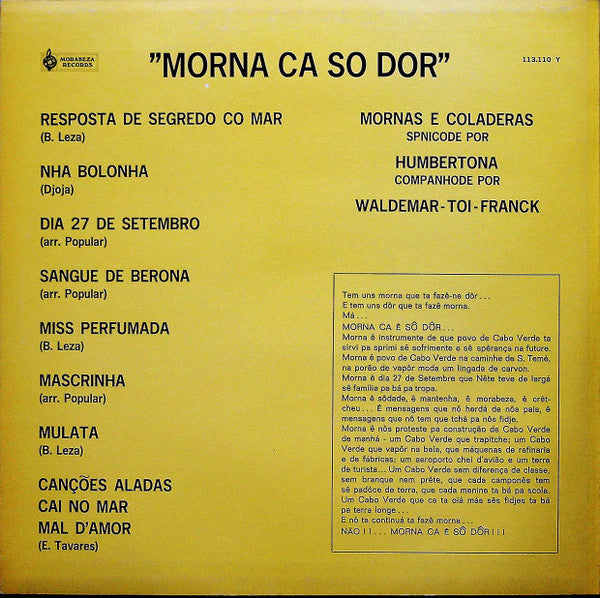 MORABEZA
RECORDS
"MORNA CA SO DOR"
113.110 Y
RESPOSTA DE SEGREDO CO MAR
(B. Leza)
NHA BOLONHA
(Djoja)
DIA 27 DE SETEMBRO
(arr. Popular)
SANGUE DE BERONA
(arr. Popular)
MISS PERFUMADA
(B. Leza)
MASCRINHA
(arr. Popular)
MULATA
(B. Leza)
CANÇÕES ALADAS
CAI NO MAR
MAL D'AMOR
(E. Tavares)
MORNAS E COLADERAS
SPNICODE POR
HUMBERTONA
COMPANHODE POR
WALDEMAR-TOI-FRANCK
Tem uns morna que ta fazê-ne dôr...
E tem uns dôr que ta fazê morna.
Má...
MORNA CA Ê SÔ DÔR...
Morna ê instrumente de que povo de Cabo Verde ta
sirvi pa sprimi sê sofrimente e sê spêrança na future.
Morna ê povo de Cabo Verde na caminhe de S. Temé,
na porão de vapôr moda um lingada de carvon.
Morna ê dia 27 de Setembre que Nête teve de largá
sê família pa bá pa tropa.
Morna ê sôdade, ê mantenha, ê morabeza, ê crêt-
cheu... Ê mensagens que nô herdá de nôs pala, ê
mensagens que nô tem que tchá pa nôs fidje.
Morna ê nôs proteste pa construção de Cabo Verde
de manhá - um Cabo Verde que trapitche; um Cabo
Verde que vapôr na bala, que máquenas de rafinaria
e de fábricas; um aeroporto chei d'avião e um terra
de turista... Um Cabo Verde sem diferença de classe,
sem branque nem prête, que cada camponês tem
sê padôce de terra, que cada menine ta bá pa scola.
Um Cabo Verde que ca ta oiá más sês fidjes ta bá
pa terra longe...
E nô ta continuá ta fazê morna...
NÃO!!... MORNA CA Ê SÔ DÔR!!!